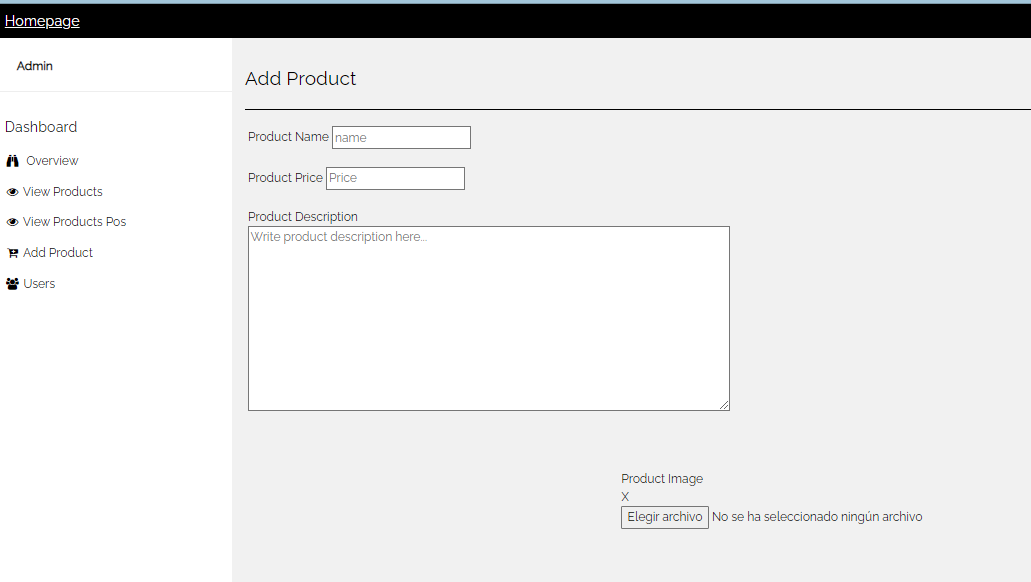 Homepage
Admin
Dashboard
Overview
View Products
View Products Pos
Add Product
Users
Add Product
Product Name name
Product Price Price
Product Description
Write product description here...
Product Image
X
Elegir archivo No se ha seleccionado ningún archivo